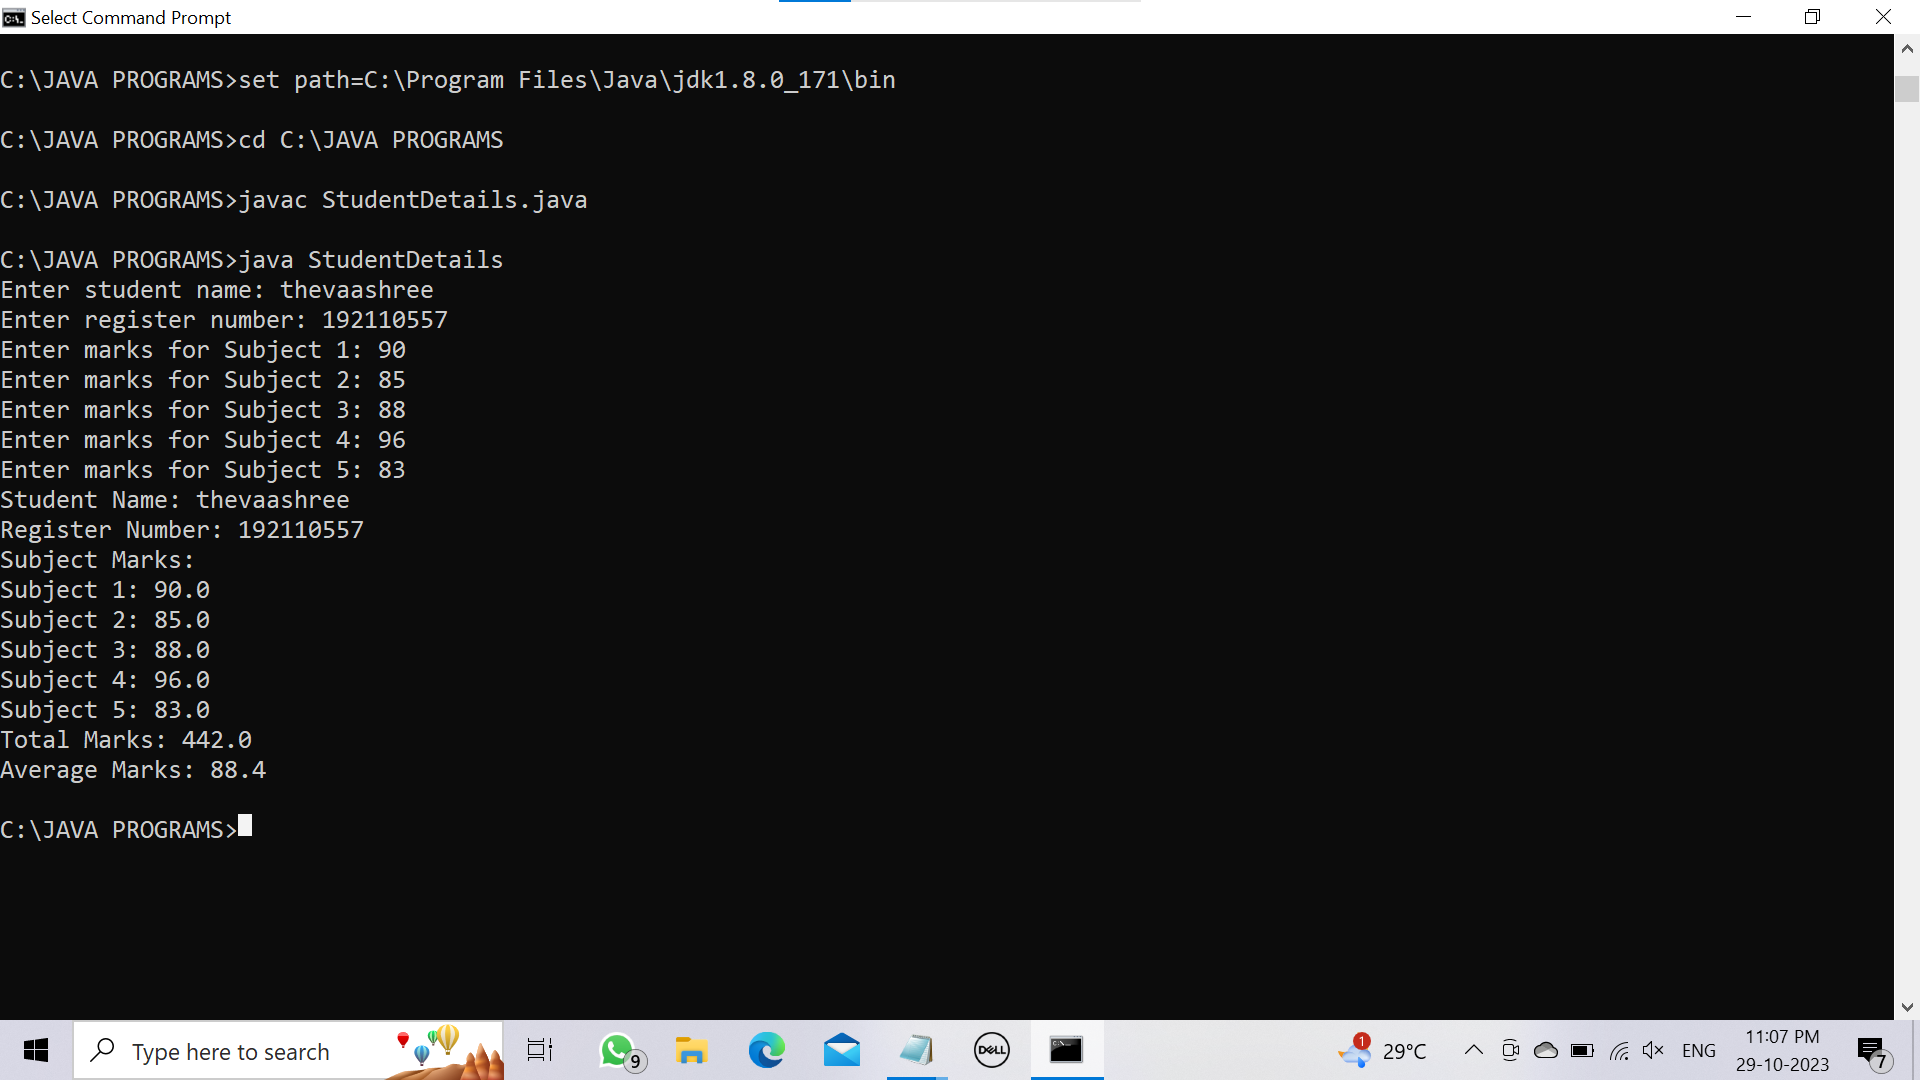 Select Command Prompt
C:\JAVA PROGRAMS>set path=C:\Program Files\Java\jdk1.8.0_171\bin
C:\JAVA PROGRAMS>cd C:\JAVA PROGRAMS
C:\JAVA PROGRAMS>javac StudentDetails.java
C:\JAVA PROGRAMS>java StudentDetails
Enter student name: thevaashree
Enter register number: 192110557
Enter marks for Subject 1: 90
Enter marks for Subject 2: 85
Enter marks for Subject 3: 88
Enter marks for Subject 4: 96
Enter marks for Subject 5: 83
Student Name: thevaashree
Register Number: 192110557
Subject Marks:
Subject 1: 90.0
Subject 2: 85.0
Subject 3: 88.0
Subject 4: 96.0
Subject 5: 83.0
Total Marks: 442.0
Average Marks: 88.4
C:\JAVA PROGRAMS>
Type here to search
9
DELL
1
29°C
ENG
11:07 PM
29-10-2023
7